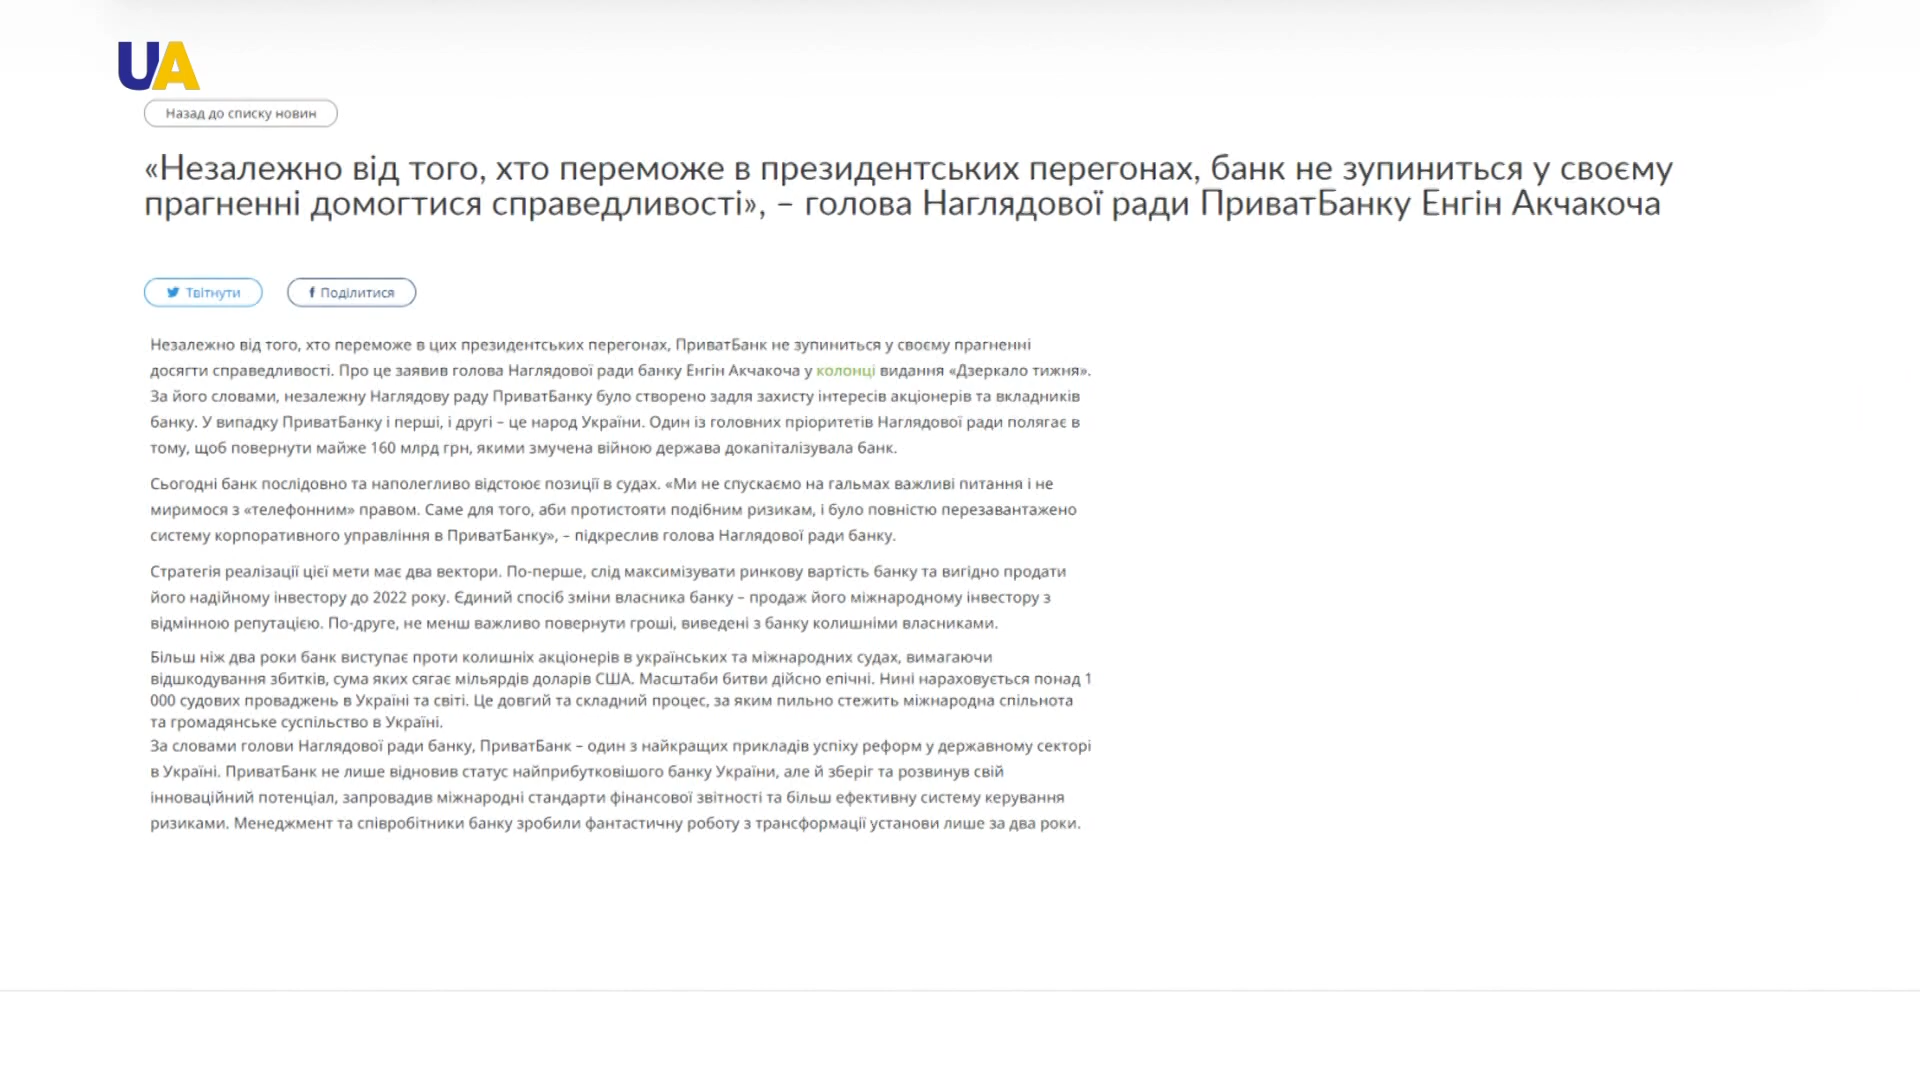 UA
Назад до списку новин
«Незалежно від того, хто переможе в президентських перегонах, банк не зупиниться у своєму
прагненні домогтися справедливості», – голова Наглядової ради ПриватБанку Енгін Акчакоча
Твітнути
Поділитися
Незалежно від того, хто переможе в цих президентських перегонах, ПриватБанк не зупиниться у своєму прагненні
досягти справедливості. Про це заявив голова Наглядової ради банку Енгін Акчакоча у колонці видання «Дзеркало тижня».
За його словами, незалежну Наглядову раду ПриватБанку було створено задля захисту інтересів акціонерів та вкладників
банку. У випадку ПриватБанку і перші, і другі – це народ України. Один із головних пріоритетів Наглядової ради полягає в
тому, щоб повернути майже 160 млрд грн, якими змучена війною держава докапіталізувала банк.
Сьогодні банк послідовно та наполегливо відстоює позиції в судах. «Ми не спускаємо на гальмах важливі питання і не
миримося з «телефонним» правом. Саме для того, аби протистояти подібним ризикам, і було повністю перезавантажено
систему корпоративного управління в ПриватБанку», – підкреслив голова Наглядової ради банку.
Стратегія реалізації цієї мети має два вектори. По-перше, слід максимізувати ринкову вартість банку та вигідно продати
його надійному інвестору до 2022 року. Єдиний спосіб зміни власника банку – продаж його міжнародному інвестору з
відмінною репутацією. По-друге, не менш важливо повернути гроші, виведені з банку колишніми власниками.
Більш ніж два роки банк виступає проти колишніх акціонерів в українських та міжнародних судах, вимагаючи
відшкодування збитків, сума яких сягає мільярдів доларів США. Масштаби битви дійсно епічні. Нині нараховується понад 1
000 судових проваджень в Україні та світі. Це довгий та складний процес, за яким пильно стежить міжнародна спільнота
та громадянське суспільство в Україні.
За словами голови Наглядової ради банку, ПриватБанк – один з найкращих прикладів успіху реформ у державному секторі
в Україні. ПриватБанк не лише відновив статус найприбутковішого банку України, але й зберіг та розвинув свій
інноваційний потенціал, запровадив міжнародні стандарти фінансової звітності та більш ефективну систему керування
ризиками. Менеджмент та співробітники банку зробили фантастичну роботу з трансформації установи лише за два роки.